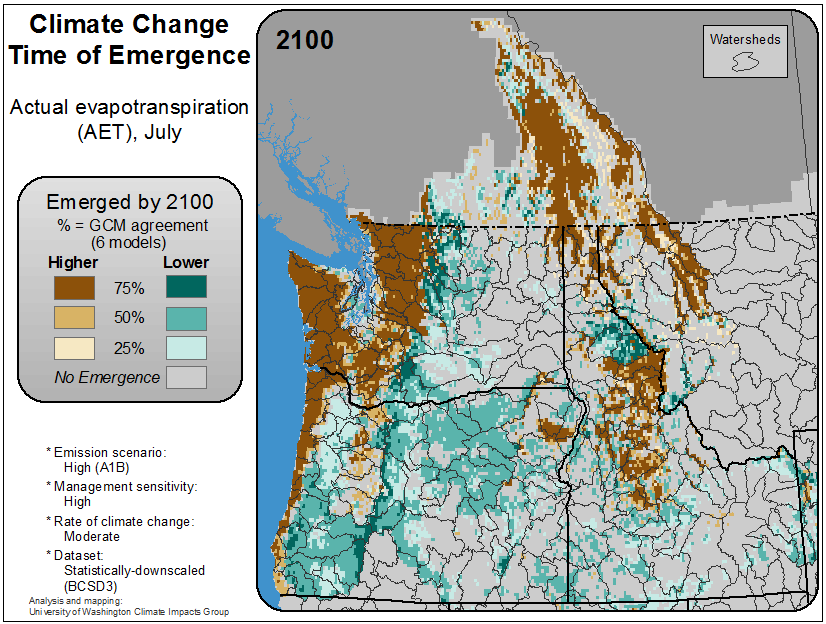 Climate Change
Time of Emergence
Actual evapotranspiration
(AET), July
Emerged by 2100
% = GCM agreement
(6 models)
Higher Lower
75%
50%
25%
No Emergence
* Emission scenario:
High (A1B)
* Management sensitivity:
High
* Rate of climate change:
Moderate
* Dataset:
Statistically-downscaled
(BCSD3)
Analysis and mapping:
University of Washington Climate Impacts Group
2100
Watersheds